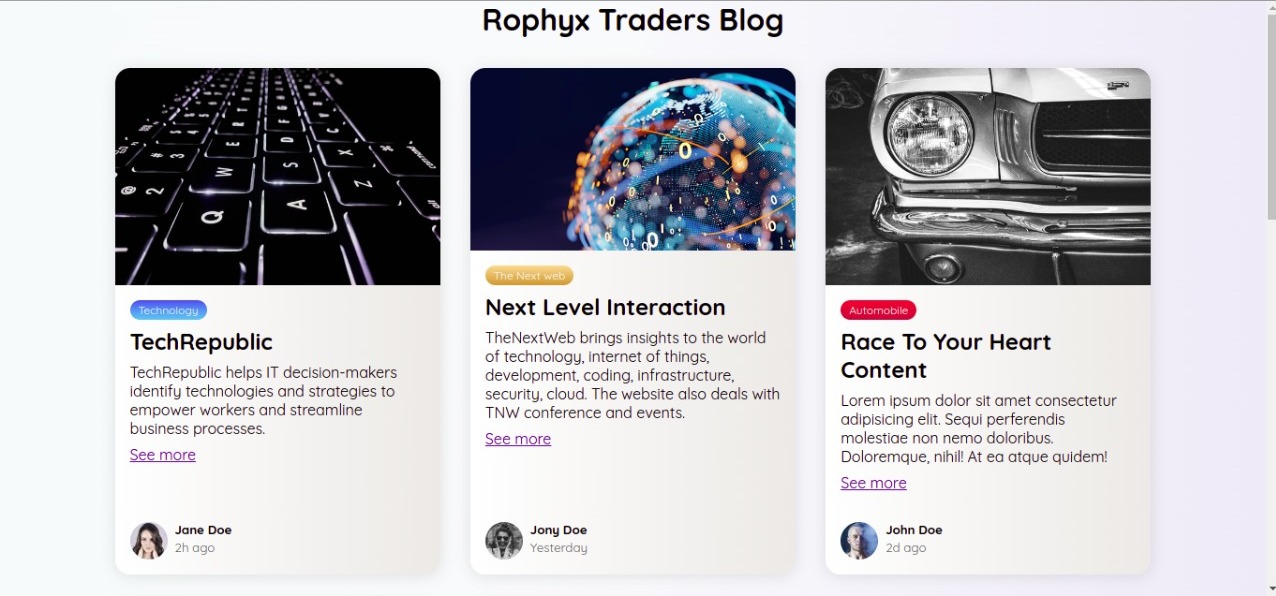 Rophyx Traders Blog
Technology
TechRepublic
TechRepublic helps IT decision-makers
identify technologies and strategies to
empower workers and streamline
business processes.
See more
Jane Doe
2h ago
The Next web
Next Level Interaction
TheNextWeb brings insights to the world
of technology, internet of things,
development, coding, infrastructure,
security, cloud. The website also deals with
TNW conference and events.
See more
Jony Doe
Yesterday
Automobile
Race To Your Heart
Content
Lorem ipsum dolor sit amet consectetur
adipisicing elit. Sequi perferendis
molestiae non nemo doloribus.
Doloremque, nihil! At ea atque quidem!
See more
John Doe
2d ago